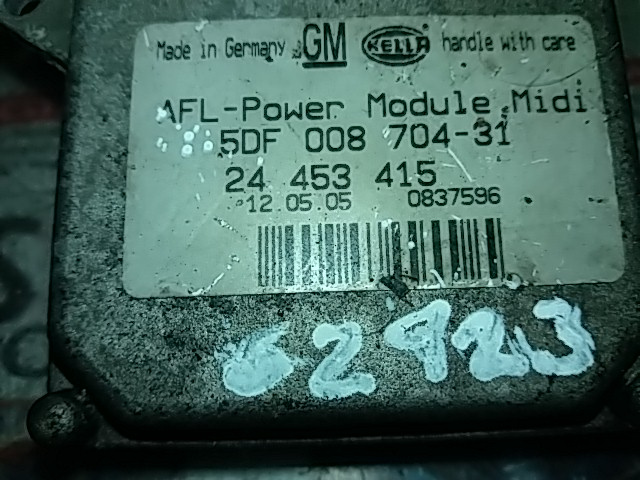 Made in Germany GM HELLA handle with care
AFL-Power Module Midi
5DF 008 704-31
24 453 415
12.05.05 0837596
62923